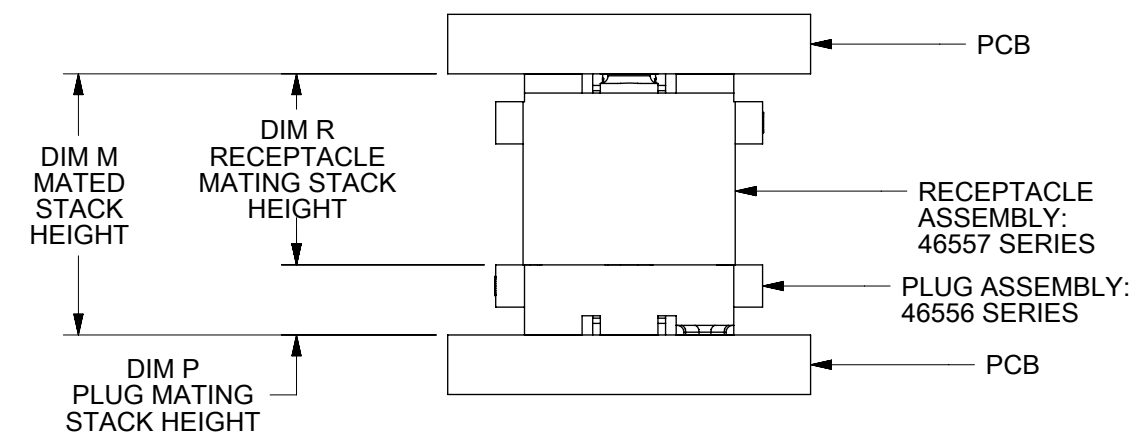 PCB
DIM M
MATED
STACK
HEIGHT
DIM R
RECEPTACLE
MATING STACK
HEIGHT
RECEPTACLE
ASSEMBLY:
46557 SERIES
PLUG ASSEMBLY:
46556 SERIES
PCB
DIM P
PLUG MATING
STACK HEIGHT